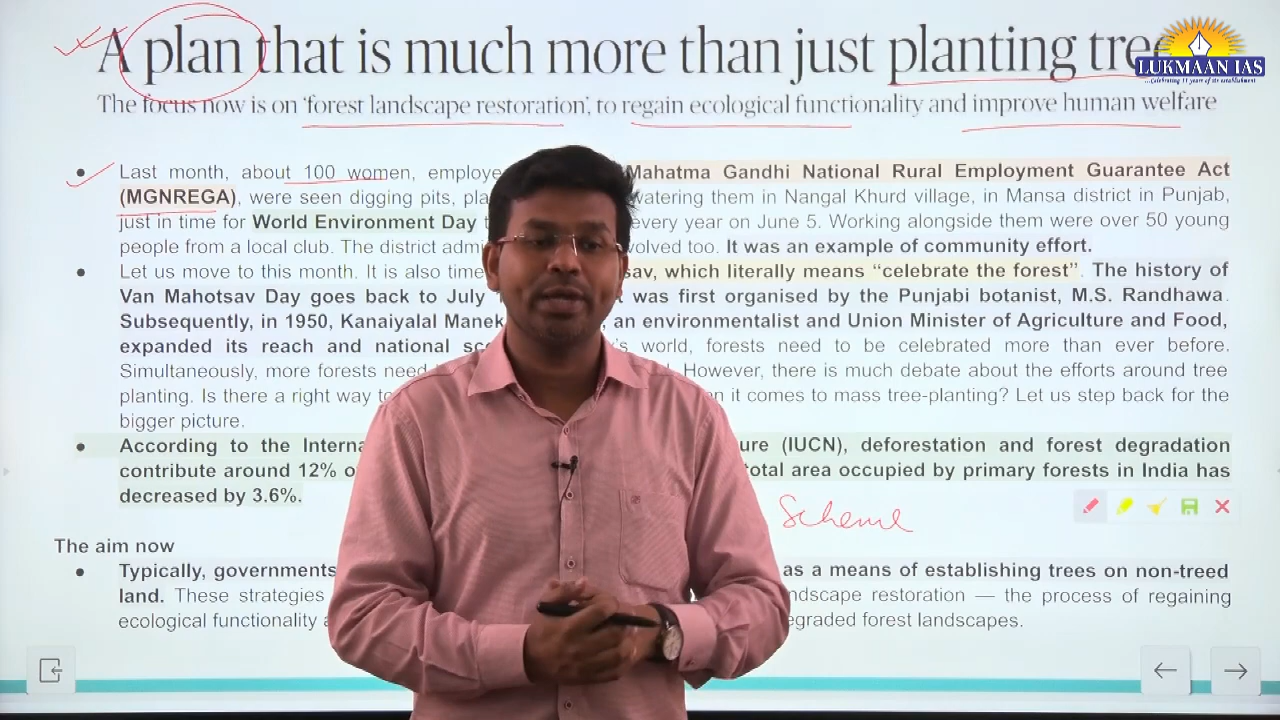 A plan that is much more than just planting tree
LUKMAAN IAS
...Celebrating 11 years of its establishment
The focus now is on 'forest landscape restoration', to regain ecological functionality and improve human welfare
• Last month, about 100 women, employe Mahatma Gandhi National Rural Employment Guarantee Act
(MGNREGA), were seen digging pits, pla watering them in Nangal Khurd village, in Mansa district in Punjab,
just in time for World Environment Day every year on June 5. Working alongside them were over 50 young
people from a local club. The district adm volved too. It was an example of community effort.
• Let us move to this month. It is also time sav, which literally means "celebrate the forest". The history of
Van Mahotsav Day goes back to July was first organised by the Punjabi botanist, M.S. Randhawa.
Subsequently, in 1950, Kanaiyalal Manek an environmentalist and Union Minister of Agriculture and Food,
expanded its reach and national sc 's world, forests need to be celebrated more than ever before.
Simultaneously, more forests need However, there is much debate about the efforts around tree
planting. Is there a right way to n it comes to mass tree-planting? Let us step back for the
bigger picture.
• According to the Interna ure (IUCN), deforestation and forest degradation
contribute around 12% o total area occupied by primary forests in India has
decreased by 3.6%.
Scheme
The aim now
• Typically, governments as a means of establishing trees on non-treed
land. These strategies ndscape restoration — the process of regaining
ecological functionality egraded forest landscapes.